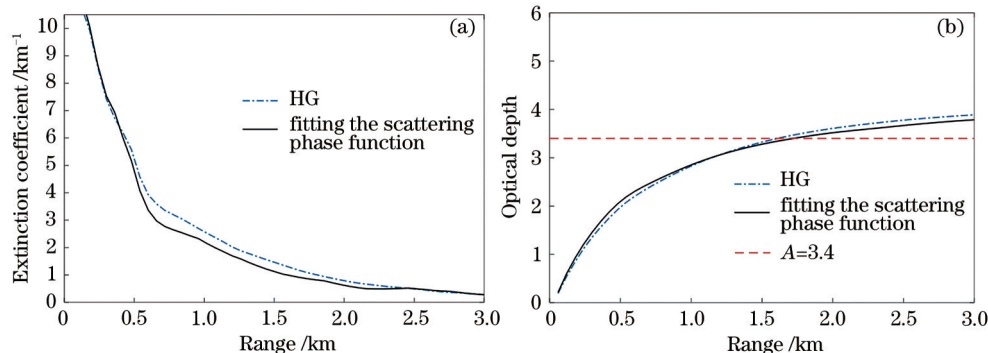 (a)
Extinction coefficient /km⁻¹
10
9
8
7
6
5
4
3
2
1
0
HG
fitting the scattering
phase function
0
0.5
1.0
1.5
2.0
2.5
3.0
Range /km
(b)
Optical depth
6
5
4
3
2
1
0
HG
fitting the scattering
phase function
A=3.4
0
0.5
1.0
1.5
2.0
2.5
3.0
Range /km